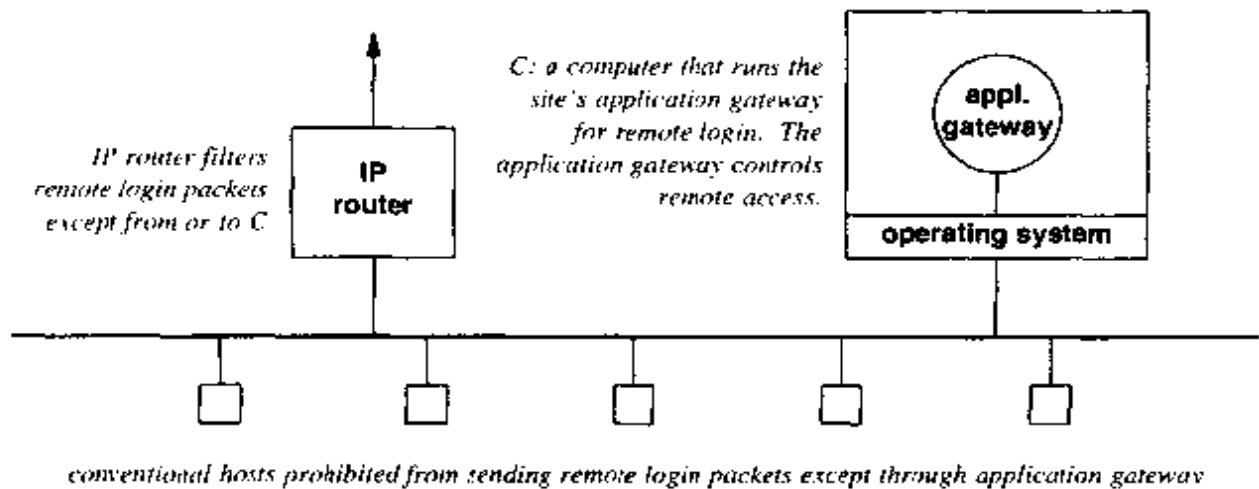 IP router filters
remote login packets
except from or to C
IP
router
C: a computer that runs the
site's application gateway
for remote login. The
application gateway controls
remote access.
appl.
gateway
operating system
conventional hosts prohibited from sending remote login packets except through application gateway